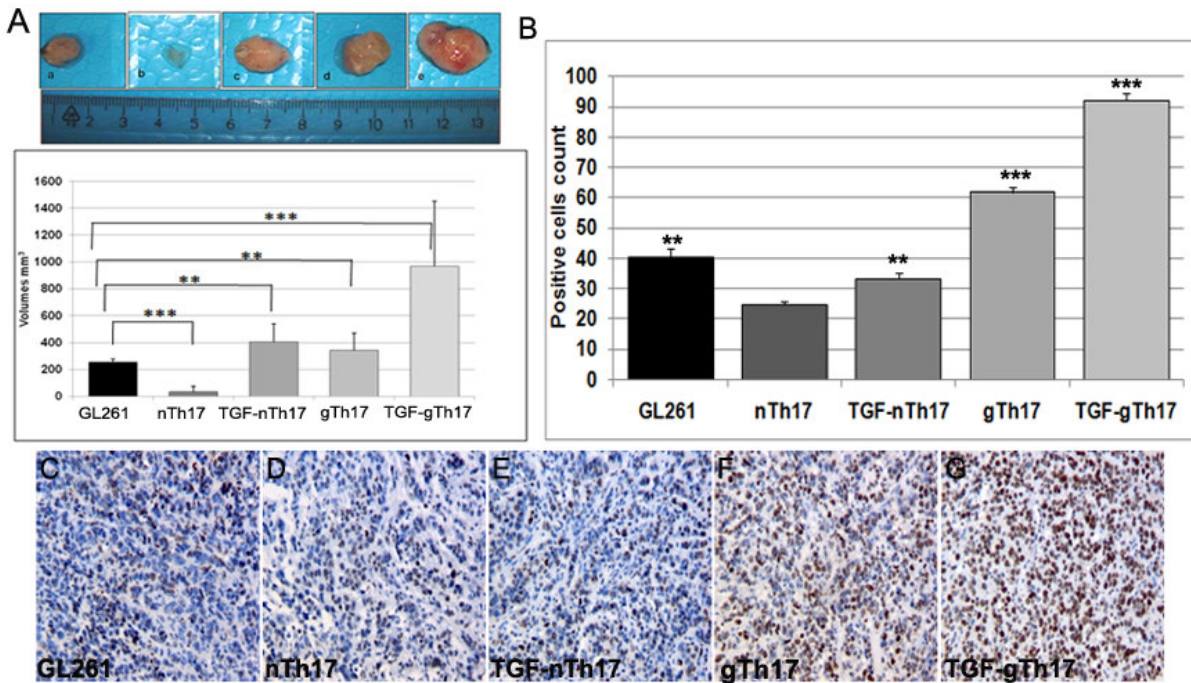 A
a b c d e
2 3 4 5 6 7 8 9 10 11 12 13
Volumes mm³
1600
1400
1200
1000
800
600
400
200
0
***
**
**
***
GL261 nTh17 TGF-nTh17 gTh17 TGF-gTh17
B
Positive cells count
100
90
80
70
60
50
40
30
20
10
0
** ** *** ***
GL261 nTh17 TGF-nTh17 gTh17 TGF-gTh17
C D E F G
GL261 nTh17 TGF-nTh17 gTh17 TGF-gTh17